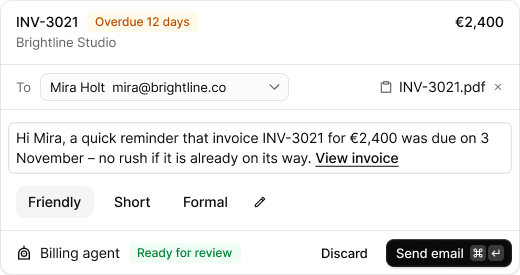 INV-3021 Overdue 12 days €2,400
Brightline Studio
To Mira Holt mira@brightline.co INV-3021.pdf ×
Hi Mira, a quick reminder that invoice INV-3021 for €2,400 was due on 3
November – no rush if it is already on its way. View invoice
Friendly Short Formal
Billing agent Ready for review Discard Send email ⌘ ↵